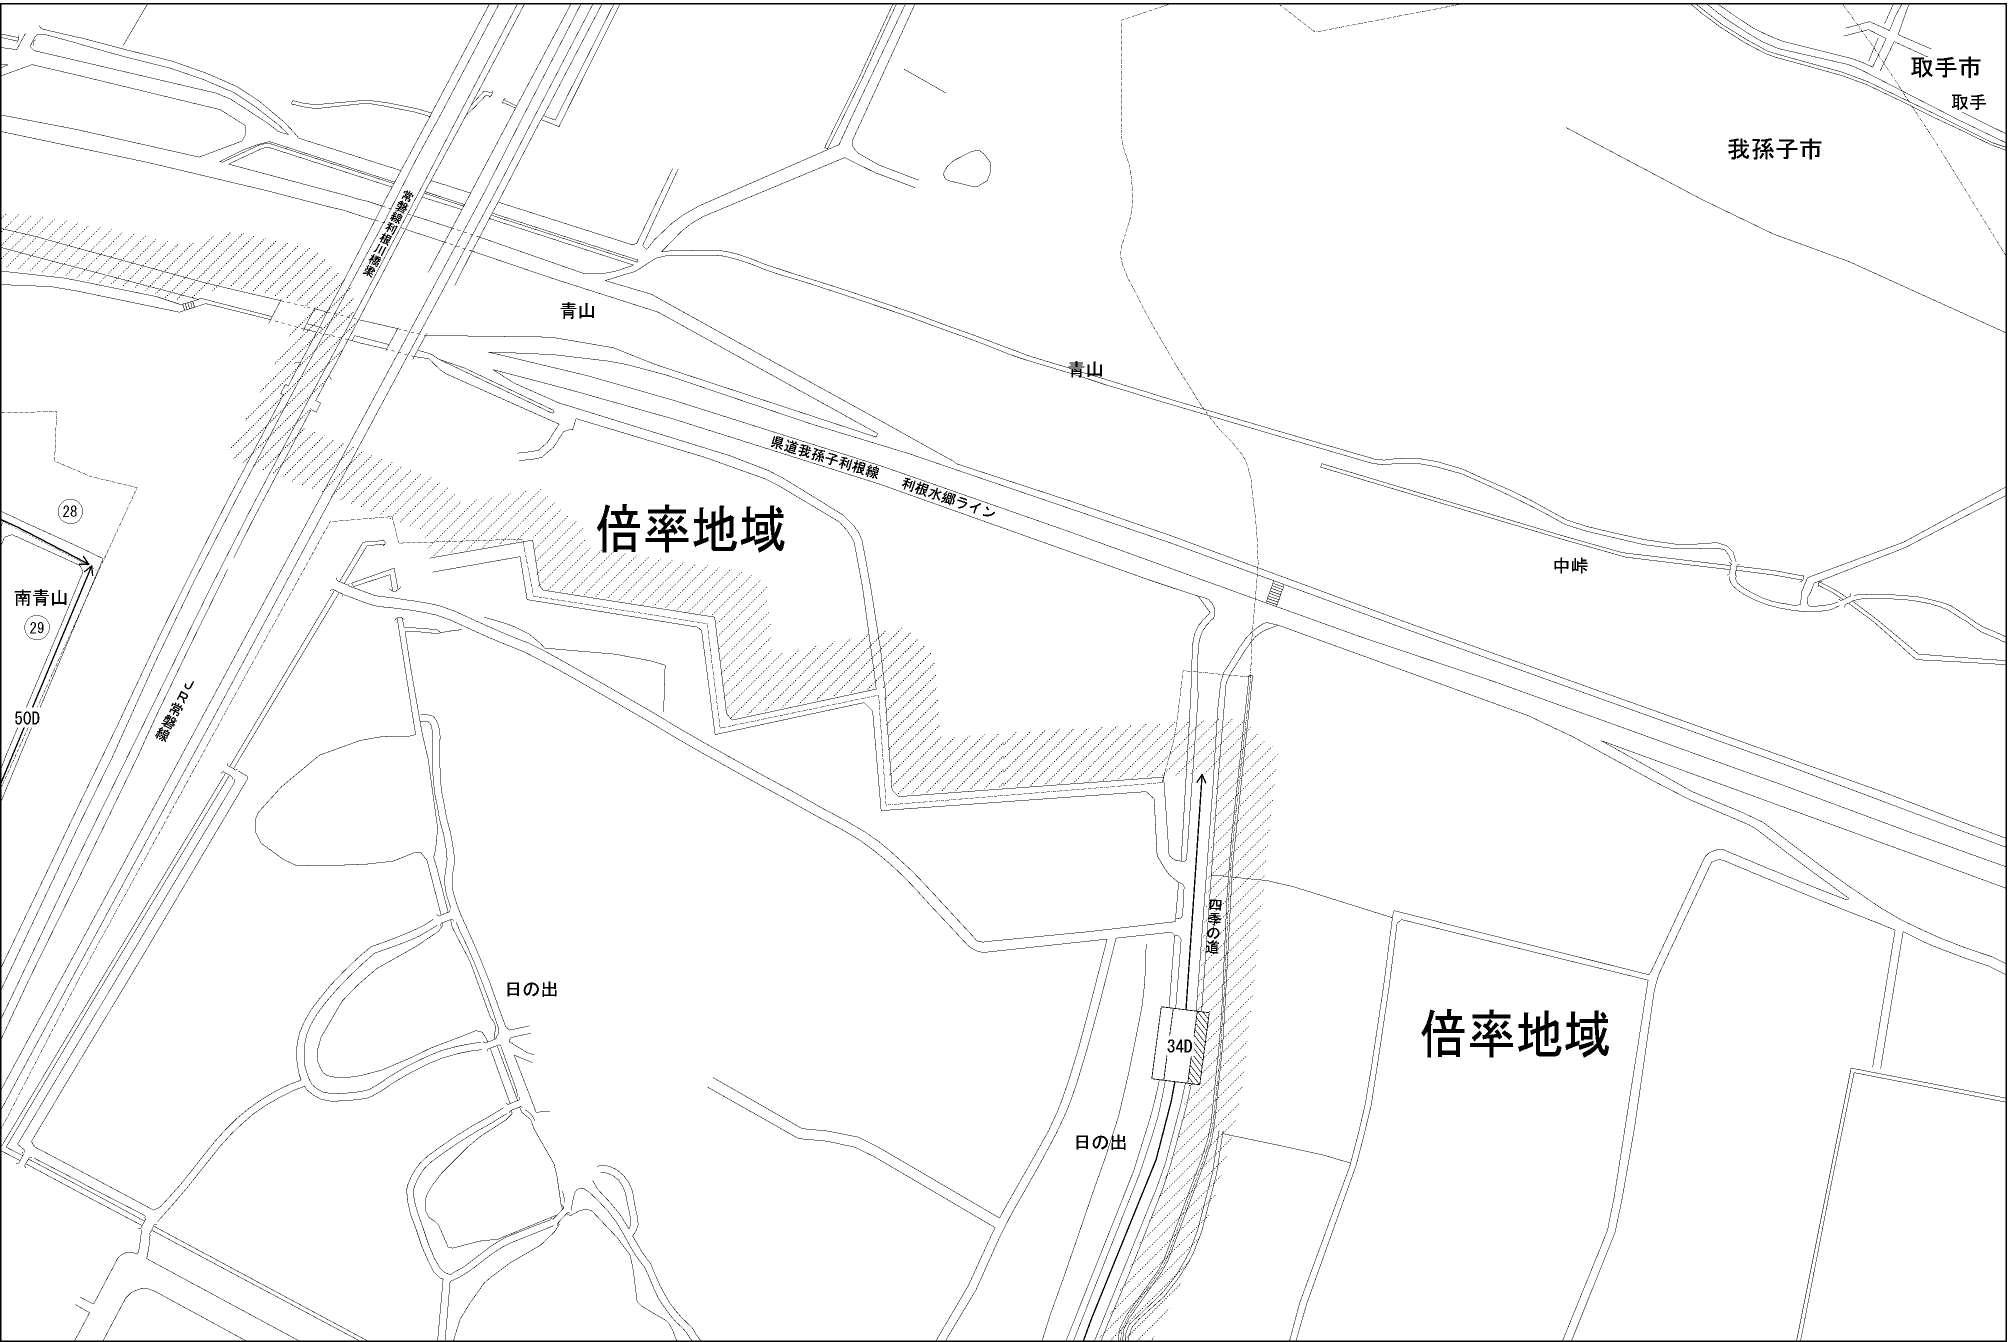 取手市
取手
我孫子市
常磐線利根川橋梁
青山
青山
県道我孫子利根線 利根水郷ライン
28
倍率地域
中峠
南青山
29
50D
JR常磐線
四季の道
日の出
倍率地域
34D
日の出